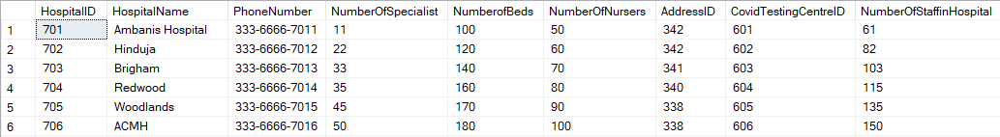 HospitalID HospitalName PhoneNumber NumberOfSpecialist NumberofBeds NumberOfNursers AddressID CovidTestingCentreID NumberOfStaffinHospital
1 701 Ambanis Hospital 333-6666-7011 11 100 50 342 601 61
2 702 Hinduja 333-6666-7012 22 120 60 342 602 82
3 703 Brigham 333-6666-7013 33 140 70 341 603 103
4 704 Redwood 333-6666-7014 35 160 80 340 604 115
5 705 Woodlands 333-6666-7015 45 170 90 338 605 135
6 706 ACMH 333-6666-7016 50 180 100 338 606 150